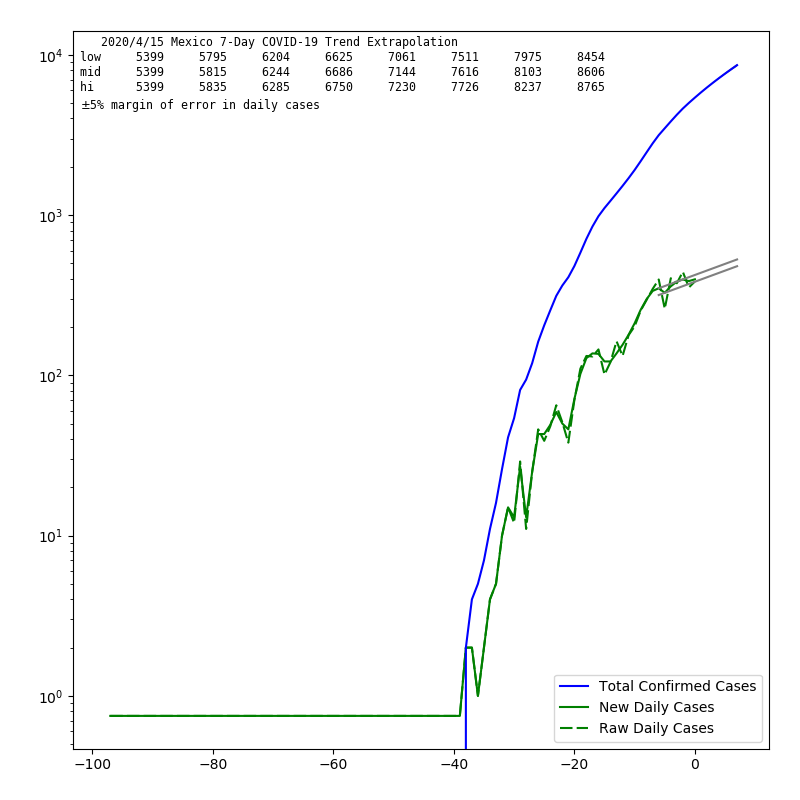 2020/4/15 Mexico 7-Day COVID-19 Trend Extrapolation
low 5399 5795 6204 6625 7061 7511 7975 8454
mid 5399 5815 6244 6686 7144 7616 8103 8606
hi 5399 5835 6285 6750 7230 7726 8237 8765
±5% margin of error in daily cases
10⁴
10³
10²
10¹
10⁰
Total Confirmed Cases
New Daily Cases
Raw Daily Cases
−100 −80 −60 −40 −20 0